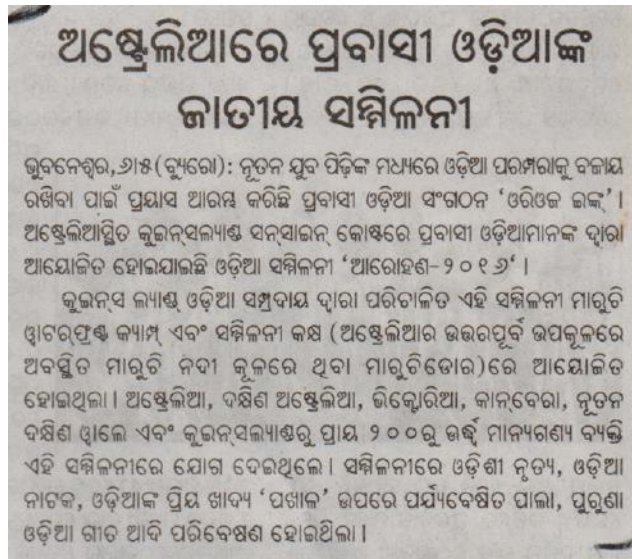 ଅଷ୍ଟ୍ରେଲିଆରେ ପ୍ରବାସୀ ଓଡ଼ିଆଙ୍କ
ଜାତୀୟ ସମ୍ମିଳନୀ
ଭୁବନେଶ୍ୱର,୬।୫(ବ୍ୟୁରୋ): ନୂତନ ଯୁବ ପିଢ଼ିଙ୍କ ମଧ୍ୟରେ ଓଡ଼ିଆ ପରମ୍ପରାକୁ ବଜାୟ
ରଖିବା ପାଇଁ ପ୍ରୟାସ ଆରମ୍ଭ କରିଛି ପ୍ରବାସୀ ଓଡ଼ିଆ ସଂଗଠନ ‘ଓରିଓଜ ଇଙ୍କ୍’।
ଅଷ୍ଟ୍ରେଲିଆସ୍ଥିତ କୁଇନ୍‌ସଲ୍ୟାଣ୍ଡ ସନ୍‌ସାଇନ୍ କୋଷ୍ଟରେ ପ୍ରବାସୀ ଓଡ଼ିଆମାନଙ୍କ ଦ୍ୱାରା
ଆୟୋଜିତ ହୋଇଯାଇଛି ଓଡ଼ିଆ ସମ୍ମିଳନୀ ‘ଆରୋହଣ-୨୦୧୬‘।
କୁଇନ୍‌ସ ଲ୍ୟାଣ୍ଡ ଓଡ଼ିଆ ସମ୍ପ୍ରଦାୟ ଦ୍ୱାରା ପରିଚାଳିତ ଏହି ସମ୍ମିଳନୀ ମାରୁଚି
ୱାଟର୍‌ଫ୍ରଣ୍ଟ କ୍ୟାମ୍ପ୍ ଏବଂ ସମ୍ମିଳନୀ କକ୍ଷ (ଅଷ୍ଟ୍ରେଲିଆର ଉତ୍ତରପୂର୍ବ ଉପକୂଳରେ
ଅବସ୍ଥିତ ମାରୁଚି ନଦୀ କୂଳରେ ଥିବା ମାରୁଚିଡୋର)ରେ ଆୟୋଜିତ
ହୋଇଥିଲା। ଅଷ୍ଟ୍ରେଲିଆ, ଦକ୍ଷିଣ ଅଷ୍ଟ୍ରେଲିଆ, ଭିକ୍ଟୋରିଆ, କାନ୍‌ବେରା, ନୂତନ
ଦକ୍ଷିଣ ୱାଲେ ଏବଂ କୁଇନ୍‌ସଲ୍ୟାଣ୍ଡରୁ ପ୍ରାୟ ୨୦୦ରୁ ଊର୍ଦ୍ଧ୍ୱ ମାନ୍ୟଗଣ୍ୟ ବ୍ୟକ୍ତି
ଏହି ସମ୍ମିଳନୀରେ ଯୋଗ ଦେଇଥିଲେ। ସମ୍ମିଳନୀରେ ଓଡ଼ିଶୀ ନୃତ୍ୟ, ଓଡ଼ିଆ
ନାଟକ, ଓଡ଼ିଆଙ୍କ ପ୍ରିୟ ଖାଦ୍ୟ ‘ପଖାଳ’ ଉପରେ ପର୍ଯ୍ୟବେଷିତ ପାଲା, ପୁରୁଣା
ଓଡ଼ିଆ ଗୀତ ଆଦି ପରିବେଷଣ ହୋଇଥିଲା।